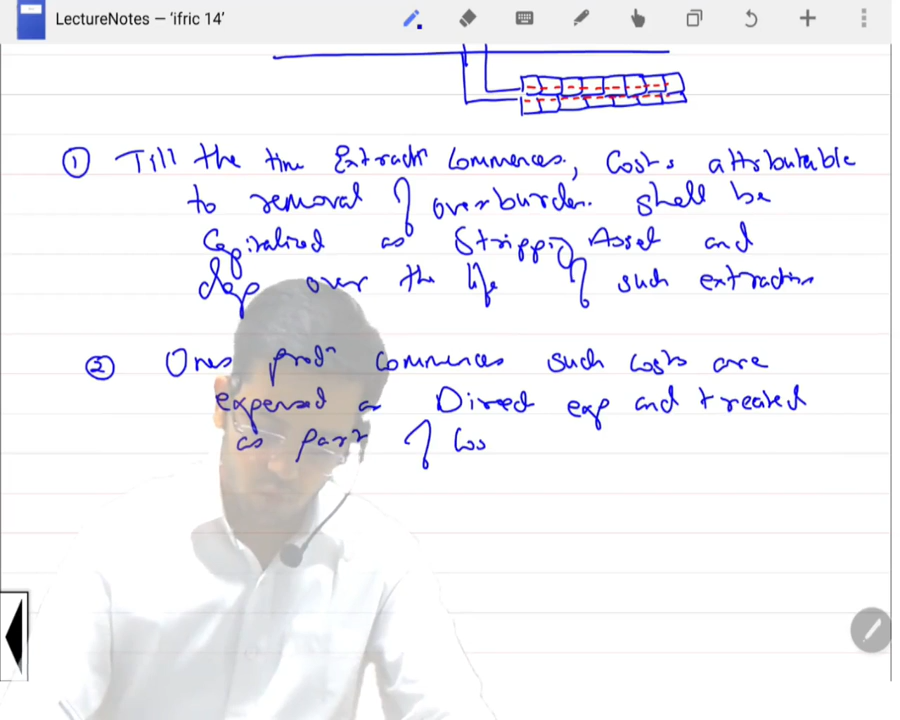 LectureNotes – 'ifric 14'
① Till the time Extractn Commences, Costs attributable
to removal of overburden. shall be
Capitalized as Stripping Asset and
dep over the life of such extraction
② Ones prodn Commences such costs are
expensed as Direct exp and treated
as part of Cos